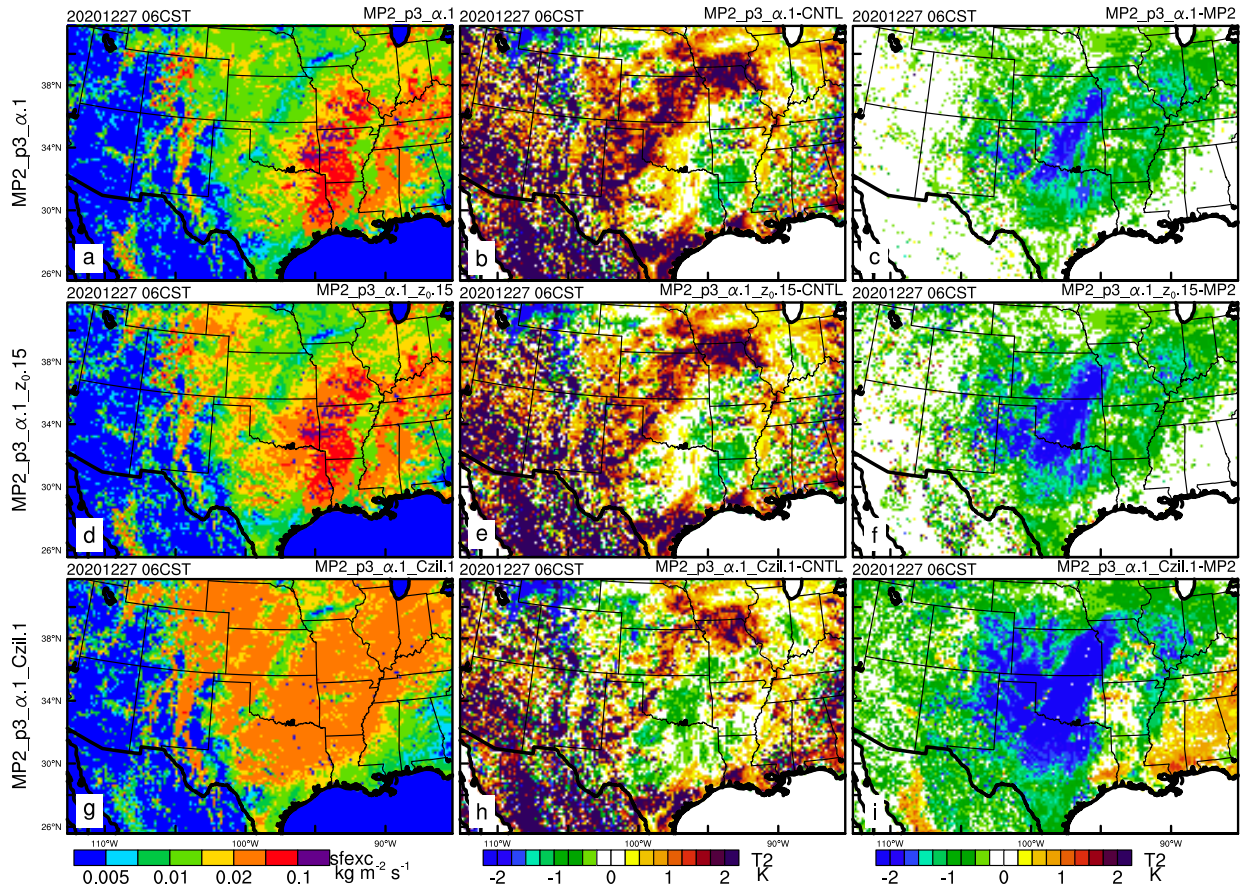 20201227 06CST MP2_p3_α.1
20201227 06CST MP2_p3_α.1-CNTL
20201227 06CST MP2_p3_α.1-MP2
MP2_p3_α.1
38°N
34°N
30°N
26°N
a
b
c
20201227 06CST MP2_p3_α.1_z₀.15
20201227 06CST MP2_p3_α.1_z₀.15-CNTL
20201227 06CST MP2_p3_α.1_z₀.15-MP2
MP2_p3_α.1_z₀.15
38°N
34°N
30°N
26°N
d
e
f
20201227 06CST MP2_p3_α.1_Czil.1
20201227 06CST MP2_p3_α.1_Czil.1-CNTL
20201227 06CST MP2_p3_α.1_Czil.1-MP2
MP2_p3_α.1_Czil.1
38°N
34°N
30°N
26°N
g
h
i
110°W 100°W 90°W
110°W 100°W 90°W
110°W 100°W 90°W
0.005 0.01 0.02 0.1
sfexc
kg m⁻² s⁻¹
-2 -1 0 1 2
T2
K
-2 -1 0 1 2
T2
K